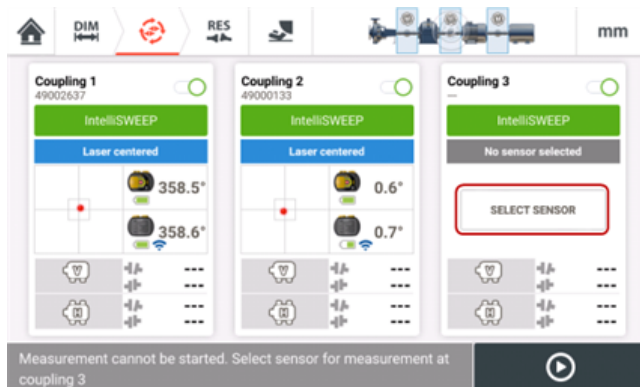 DIM
RES
mm
Coupling 1
49002637
IntelliSWEEP
Laser centered
358.5°
358.6°
V
---
---
H
---
---
Coupling 2
49000133
IntelliSWEEP
Laser centered
0.6°
0.7°
V
---
---
H
---
---
Coupling 3
---
IntelliSWEEP
No sensor selected
SELECT SENSOR
V
---
---
H
---
---
Measurement cannot be started. Select sensor for measurement at
coupling 3